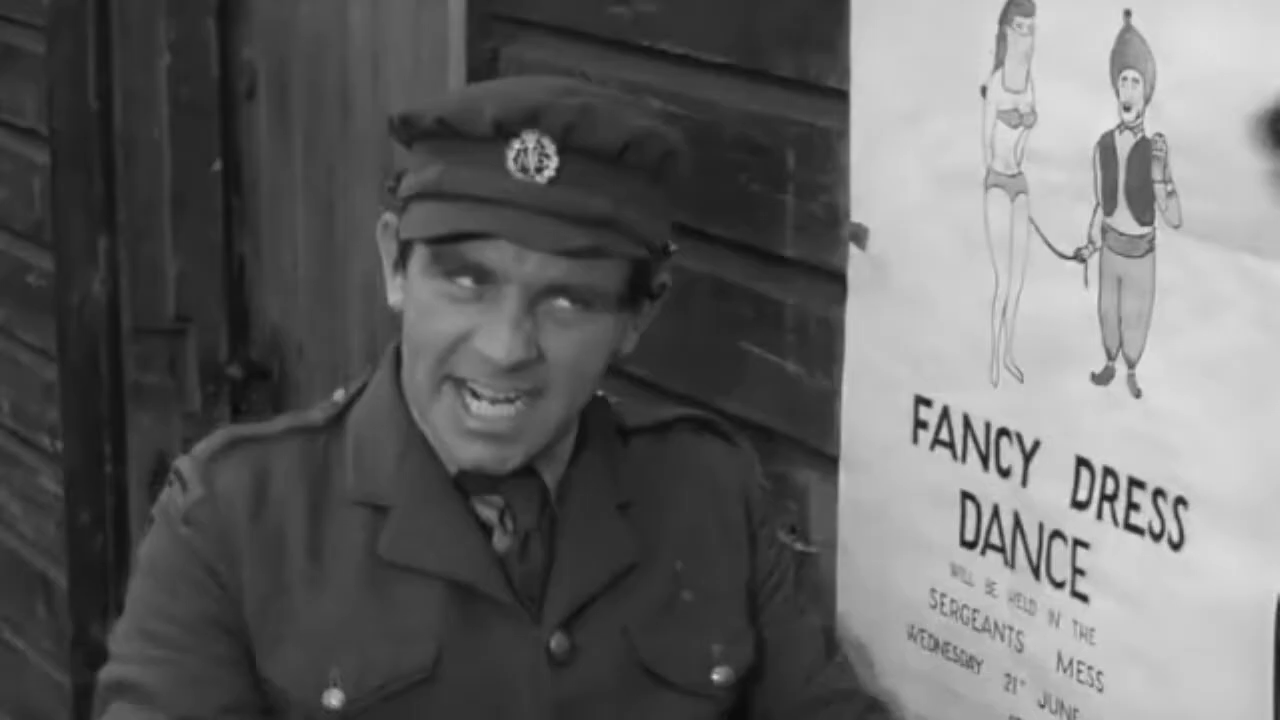 FANCY DRESS
DANCE
WILL BE HELD IN THE
SERGEANTS MESS
WEDNESDAY 21ST JUNE